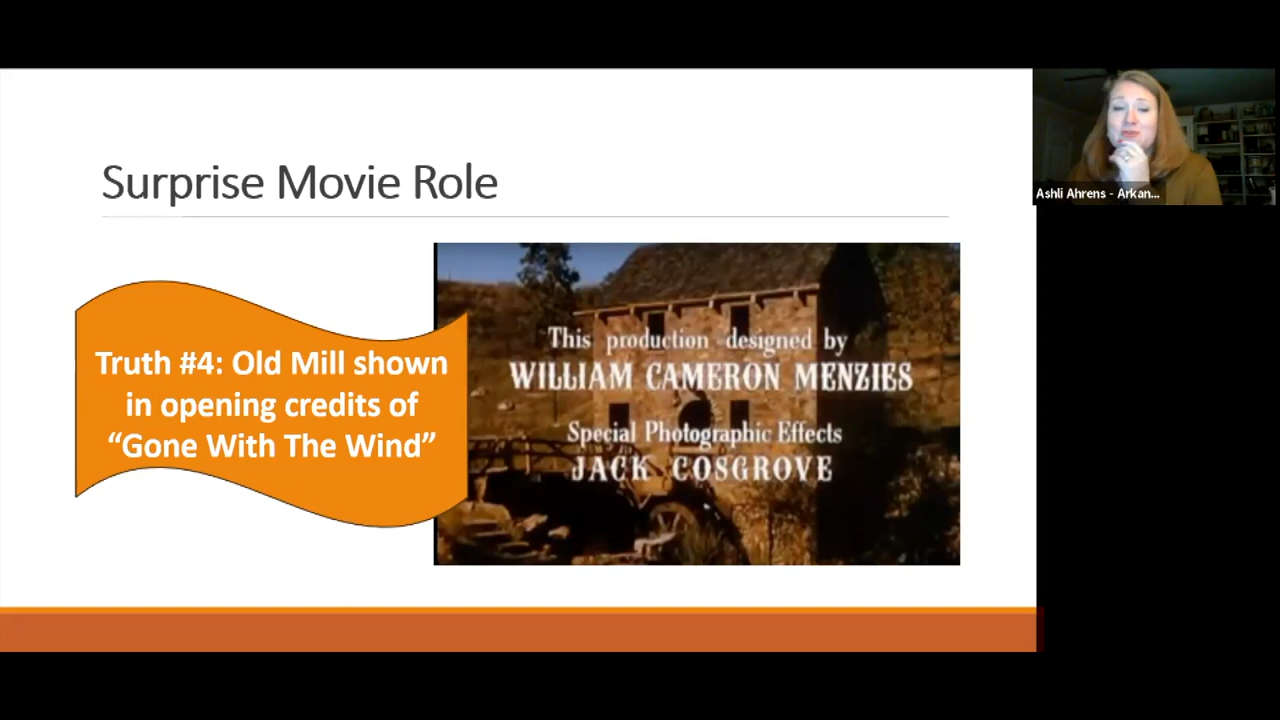 Surprise Movie Role
Truth #4: Old Mill shown
in opening credits of
“Gone With The Wind”
This production designed by
WILLIAM CAMERON MENZIES
Special Photographic Effects
JACK COSGROVE
Ashli Ahrens - Arkan...